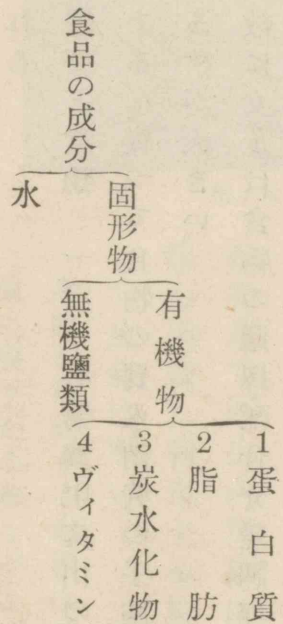 食品の成分
固形物
水
有機物
無機鹽類
1 蛋白質
2 脂肪
3 炭水化物
4 ヴィタミン